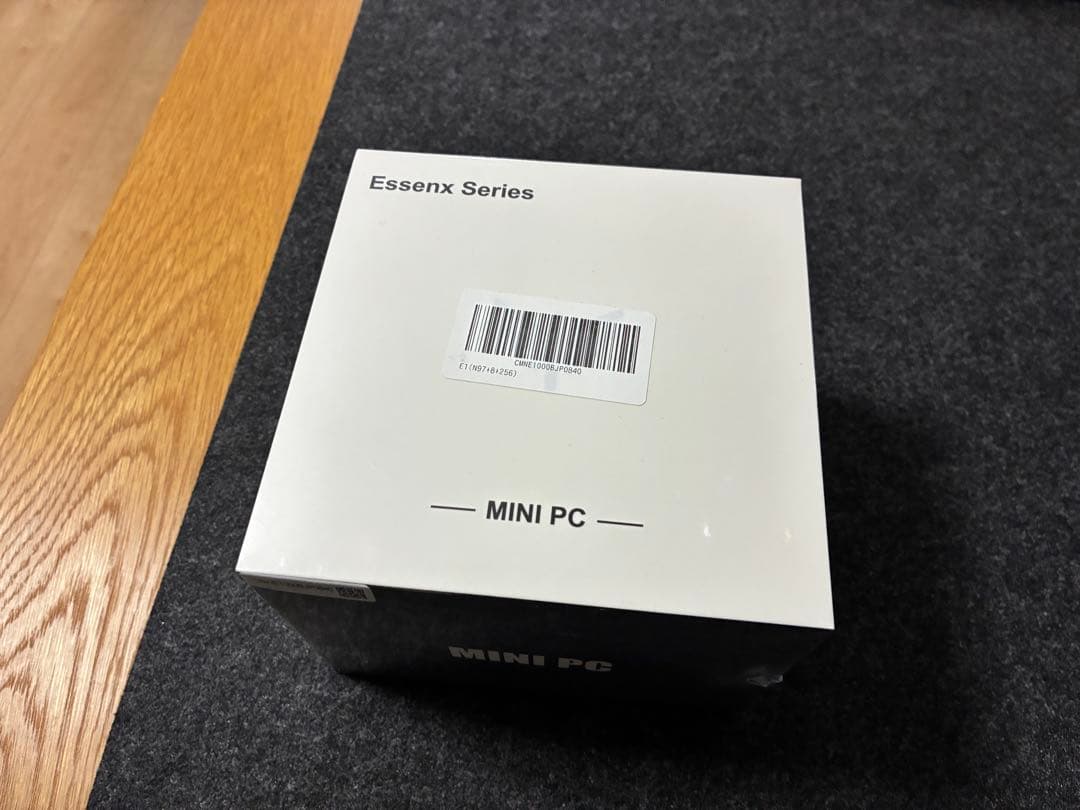 Essenx Series
CMNE1000BJP0840
E1(N97+8+256)
MINI PC
MINI PC